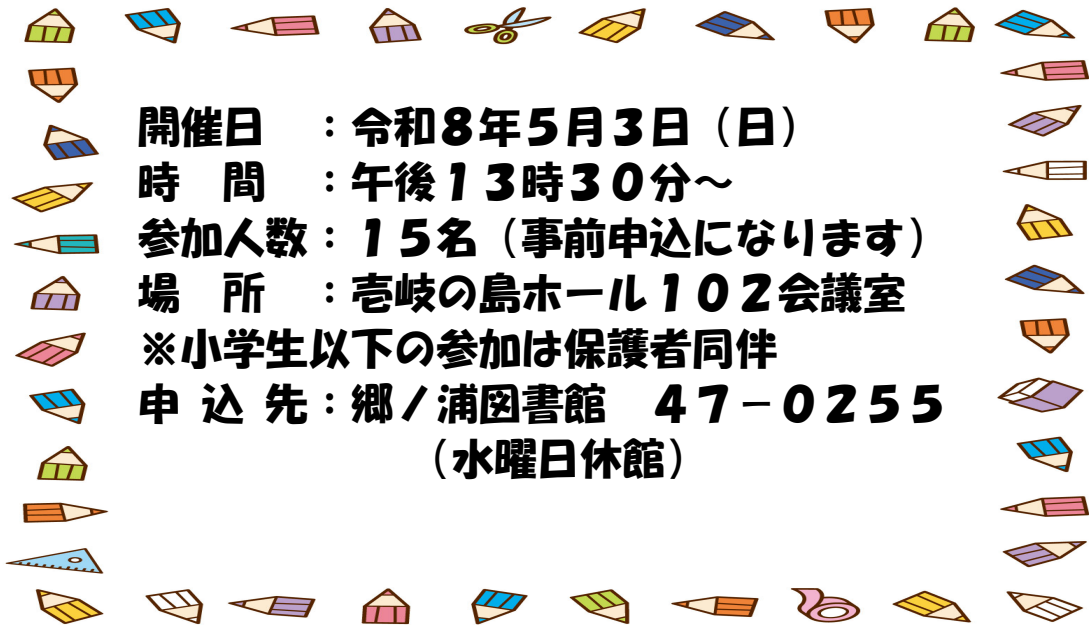 開催日　：令和８年５月３日（日）
時　間　：午後１３時３０分～
参加人数：１５名（事前申込になります）
場　所　：壱岐の島ホール１０２会議室
※小学生以下の参加は保護者同伴
申 込 先：郷ノ浦図書館　４７－０２５５
（水曜日休館）